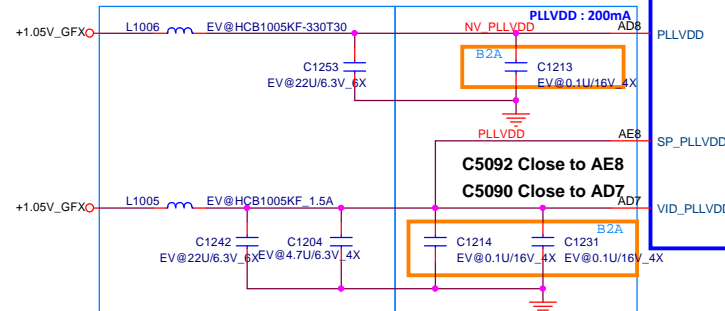 PLLVDD : 200mA
+1.05V_GFX L1006 EV@HCB1005KF-330T30 NV_PLLVDD AD8 PLLVDD
B2A
C1253 C1213
EV@22U/6.3V_6X EV@0.1U/16V_4X
PLLVDD AE8 SP_PLLVDD
C5092 Close to AE8
C5090 Close to AD7
+1.05V_GFX L1005 EV@HCB1005KF_1.5A AD7 VID_PLLVDD
B2A
C1242 C1204 C1214 C1231
EV@22U/6.3V_6X EV@4.7U/6.3V_4X EV@0.1U/16V_4X EV@0.1U/16V_4X